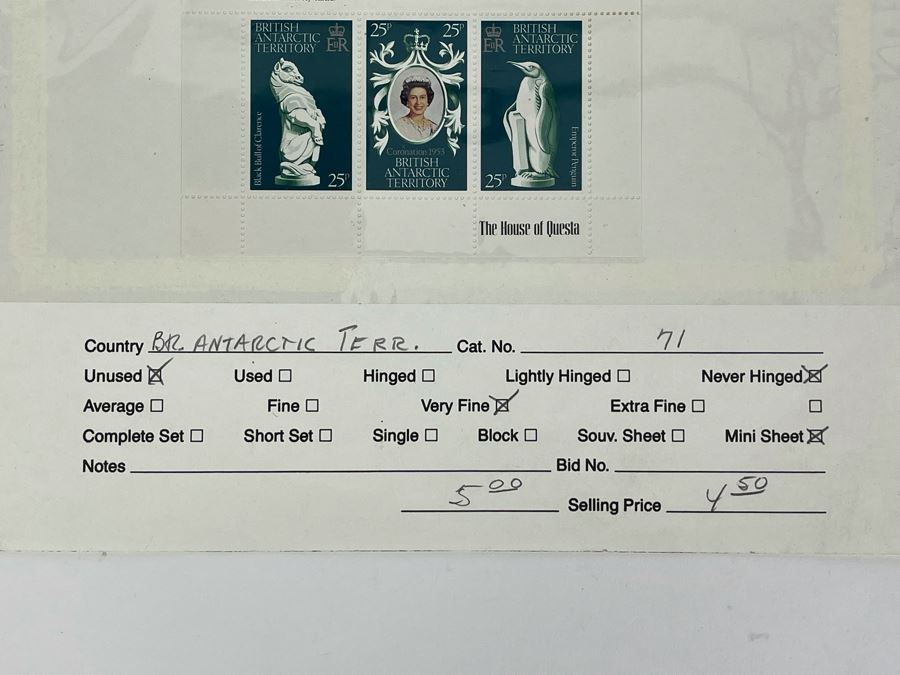 BRITISH ANTARCTIC TERRITORY
EIIR
Black Bull of Clarence
25P
25P 25P
Coronation 1953
BRITISH ANTARCTIC TERRITORY
EIIR
BRITISH ANTARCTIC TERRITORY
25P
Emperor Penguin
The House of Questa
Country BR. ANTARCTIC TERR. Cat. No. 71
Unused ☒ Used ☐ Hinged ☐ Lightly Hinged ☐ Never Hinged ☒
Average ☐ Fine ☐ Very Fine ☒ Extra Fine ☐ ☐
Complete Set ☐ Short Set ☐ Single ☐ Block ☐ Souv. Sheet ☐ Mini Sheet ☒
Notes Bid No.
5 00 Selling Price 4 50